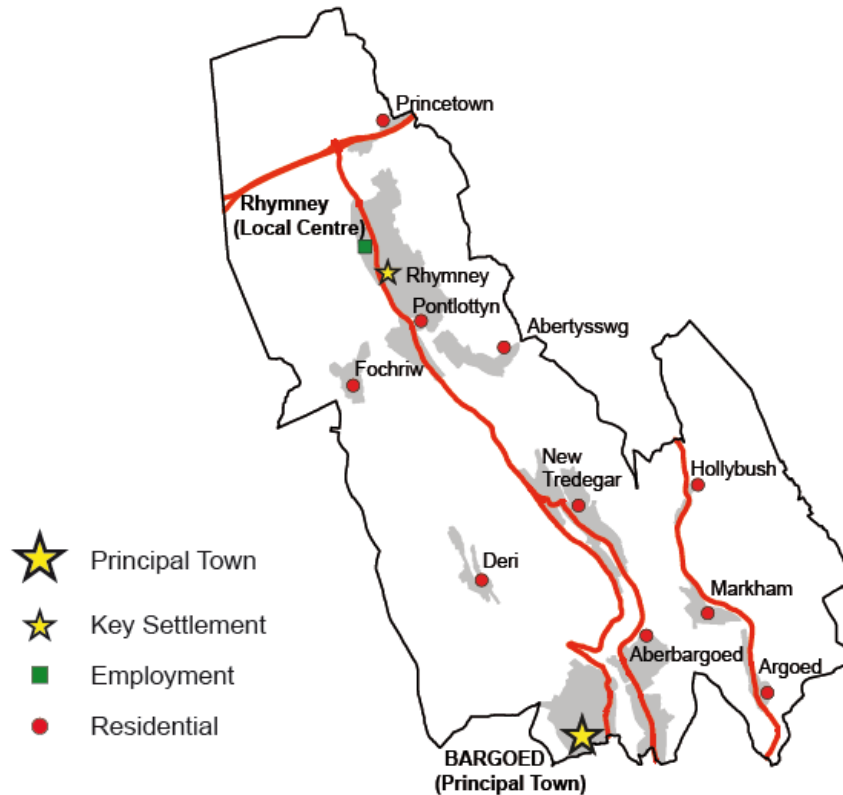 Princetown
Rhymney
(Local Centre)
Rhymney
Pontlottyn
Abertysswg
Fochriw
New
Tredegar
Hollybush
Deri
Markham
Aberbargoed
Argoed
BARGOED
(Principal Town)
Principal Town
Key Settlement
Employment
Residential